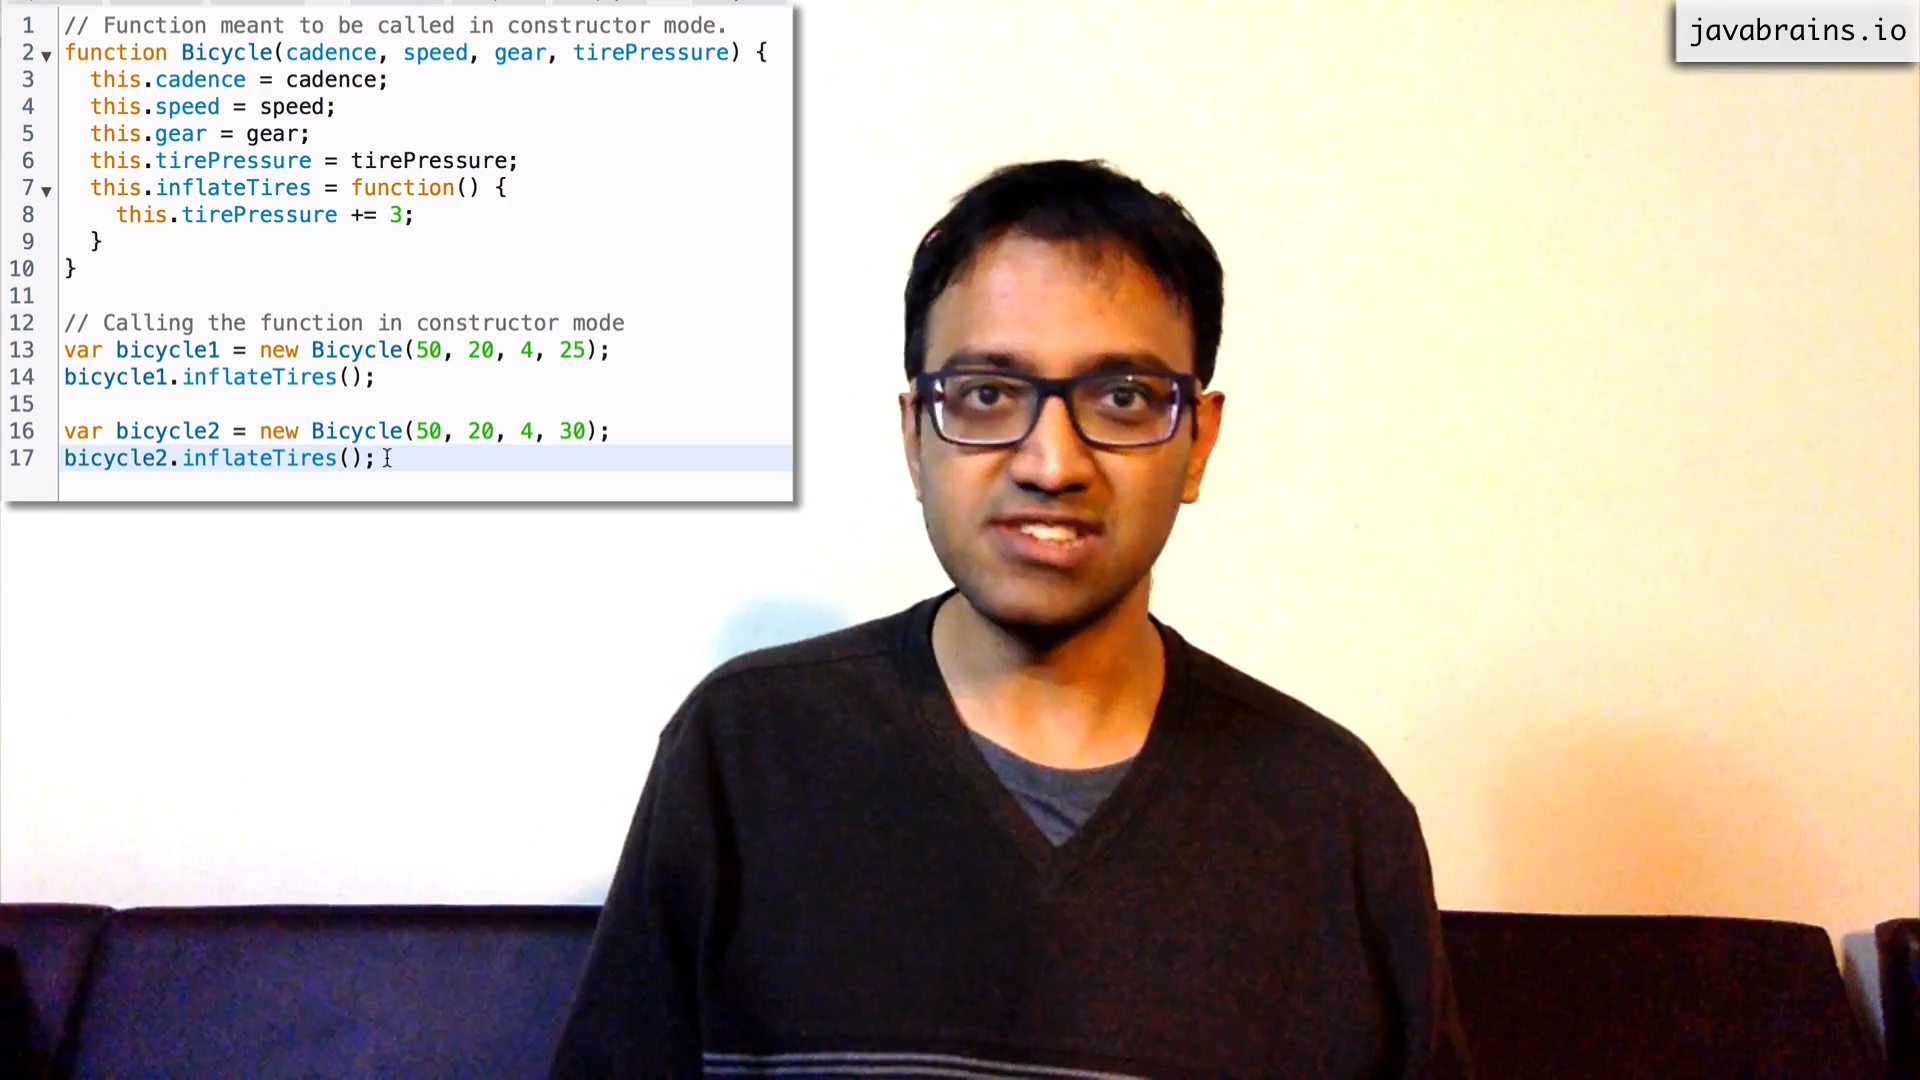 1 // Function meant to be called in constructor mode.
2 function Bicycle(cadence, speed, gear, tirePressure) {
3   this.cadence = cadence;
4   this.speed = speed;
5   this.gear = gear;
6   this.tirePressure = tirePressure;
7   this.inflateTires = function() {
8     this.tirePressure += 3;
9   }
10 }
11
12 // Calling the function in constructor mode
13 var bicycle1 = new Bicycle(50, 20, 4, 25);
14 bicycle1.inflateTires();
15
16 var bicycle2 = new Bicycle(50, 20, 4, 30);
17 bicycle2.inflateTires();
javabrains.io